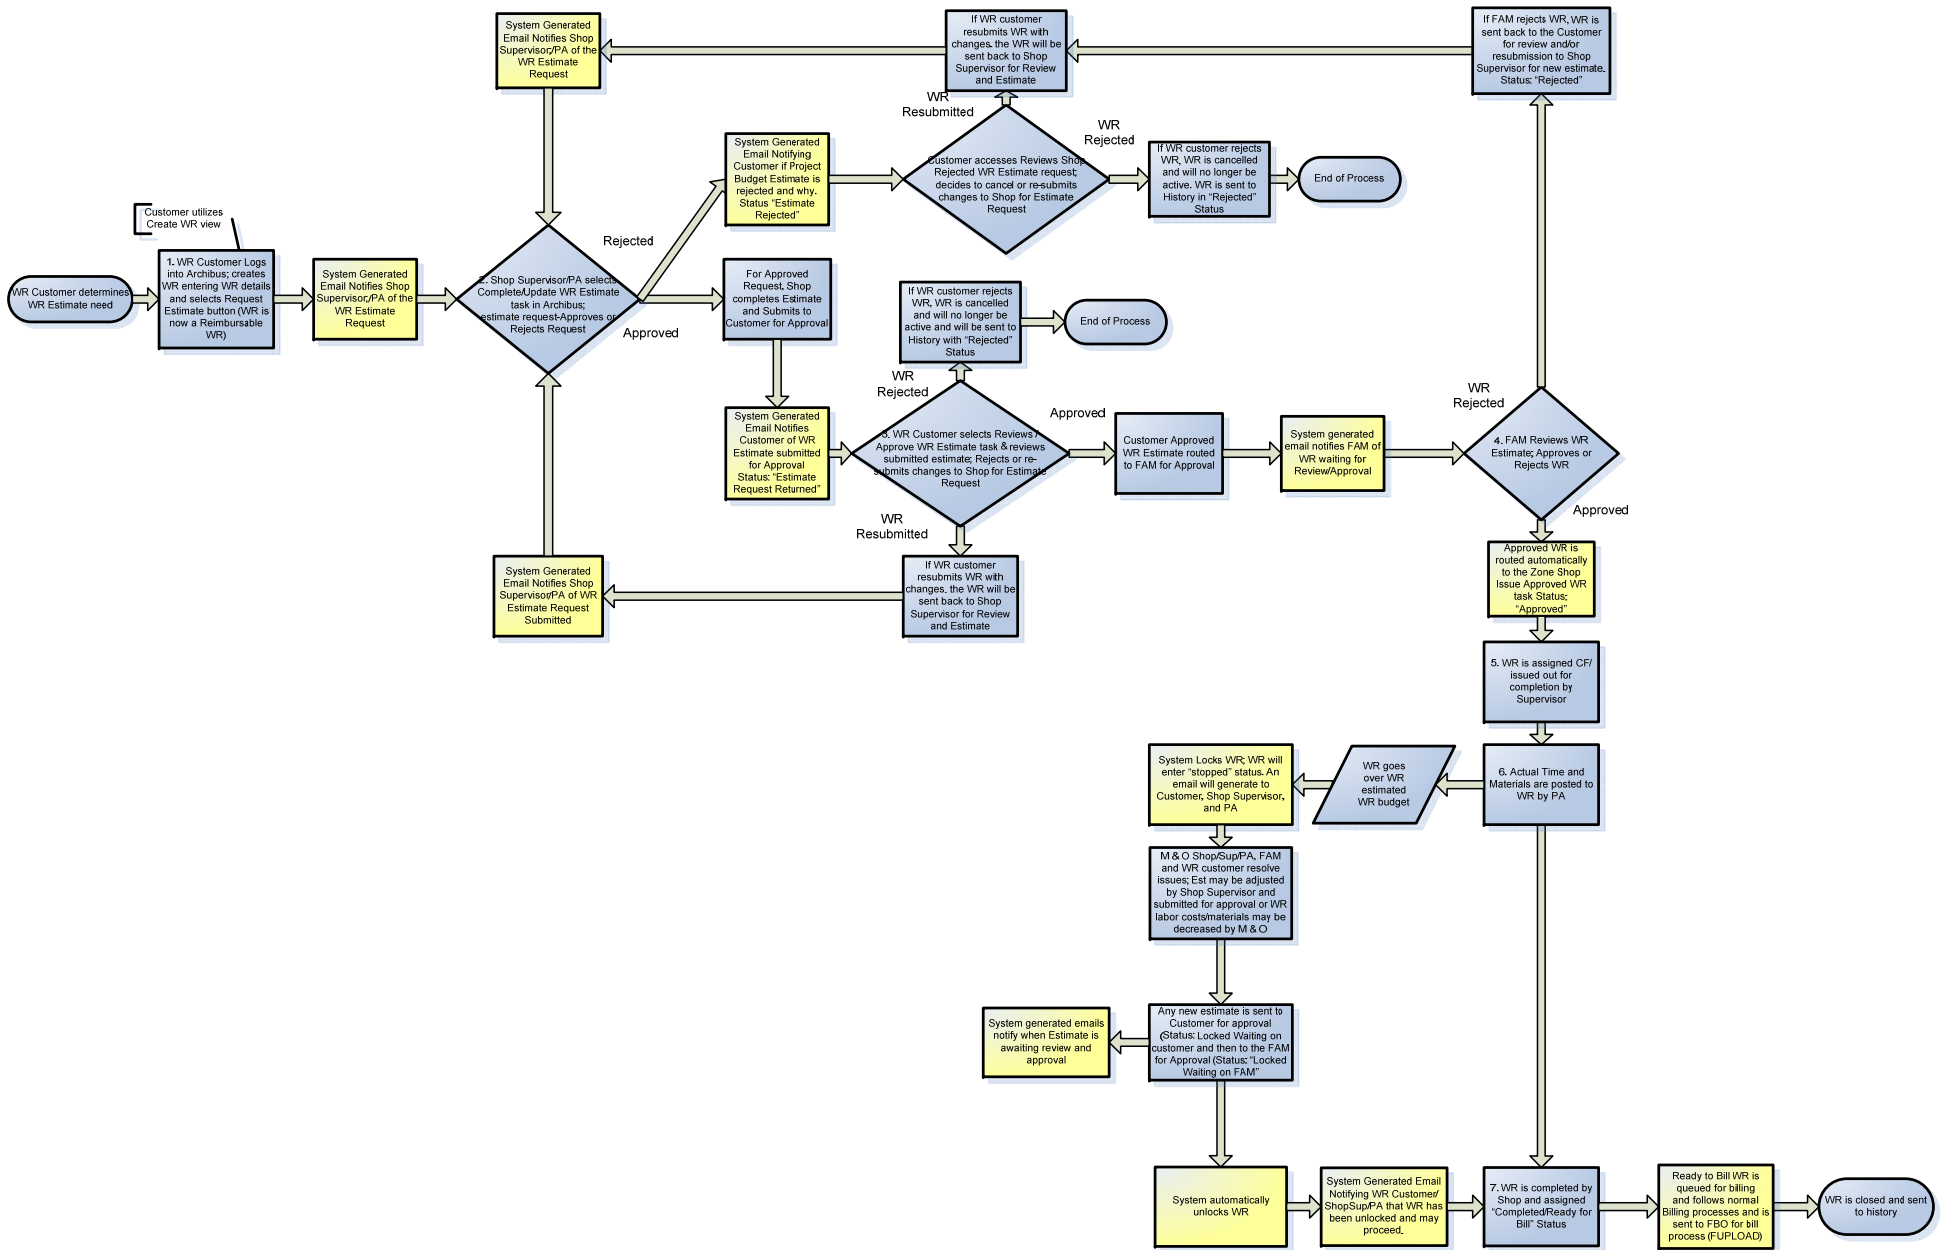 System Generated
Email Notifies Shop
Supervisor;/PA of the
WR Estimate
Request
If WR customer
resubmits WR with
changes. the WR will be
sent back to Shop
Supervisor for Review
and Estimate
If FAM rejects WR, WR is
sent back to the Customer
for review and/or
resubmission to Shop
Supervisor for new estimate.
Status: "Rejected"
WR
Resubmitted
WR
Rejected
System Generated
Email Notifying
Customer if Project
Budget Estimate is
rejected and why.
Status "Estimate
Rejected"
Customer accesses Reviews Shop
Rejected WR Estimate request;
decides to cancel or re-submits
changes to Shop for Estimate
Request
If WR customer rejects
WR, WR is cancelled
and will no longer be
active. WR is sent to
History in "Rejected"
Status
End of Process
Customer utilizes
Create WR view
WR Customer determines
WR Estimate need
1. WR Customer Logs
into Archibus; creates
WR entering WR details
and selects Request
Estimate button (WR is
now a Reimbursable
WR)
System Generated
Email Notifies Shop
Supervisor;/PA of the
WR Estimate
Request
2. Shop Supervisor/PA selects
Complete/Update WR Estimate
task in Archibus;
estimate request-Approves or
Rejects Request
Rejected
Approved
For Approved
Request, Shop
completes Estimate
and Submits to
Customer for Approval
If WR customer rejects
WR, WR is cancelled
and will no longer be
active and will be sent to
History with "Rejected"
Status
End of Process
WR
Rejected
System Generated
Email Notifies
Customer of WR
Estimate submitted
for Approval
Status: "Estimate
Request Returned"
3. WR Customer selects Reviews /
Approve WR Estimate task & reviews
submitted estimate; Rejects or re-
submits changes to Shop for Estimate
Request
Approved
Customer Approved
WR Estimate routed
to FAM for Approval
System generated
email notifies FAM of
WR waiting for
Review/Approval
WR
Rejected
4. FAM Reviews WR
Estimate; Approves or
Rejects WR
Approved
WR
Resubmitted
System Generated
Email Notifies Shop
Supervisor/PA of WR
Estimate Request
Submitted
If WR customer
resubmits WR with
changes. the WR will be
sent back to Shop
Supervisor for Review
and Estimate
Approved WR is
routed automatically
to the Zone Shop
Issue Approved WR
task Status:
"Approved"
5. WR is assigned CF/
issued out for
completion by
Supervisor
System Locks WR; WR will
enter "stopped" status. An
email will generate to
Customer, Shop Supervisor,
and PA
WR goes
over WR
estimated
WR budget
6. Actual Time and
Materials are posted to
WR by PA
M & O Shop/Sup/PA, FAM
and WR customer resolve
issues; Est may be adjusted
by Shop Supervisor and
submitted for approval or WR
labor costs/materials may be
decreased by M & O
System generated emails
notify when Estimate is
awaiting review and
approval
Any new estimate is sent to
Customer for approval
(Status: Locked Waiting on
customer and then to the FAM
for Approval (Status: "Locked
Waiting on FAM"
System automatically
unlocks WR
System Generated Email
Notifying WR Customer/
ShopSup/PA that WR has
been unlocked and may
proceed.
7. WR is completed by
Shop and assigned
"Completed/Ready for
Bill" Status
Ready to Bill WR is
queued for billing
and follows normal
Billing processes and is
sent to FBO for bill
process (FUPLOAD)
WR is closed and sent
to history